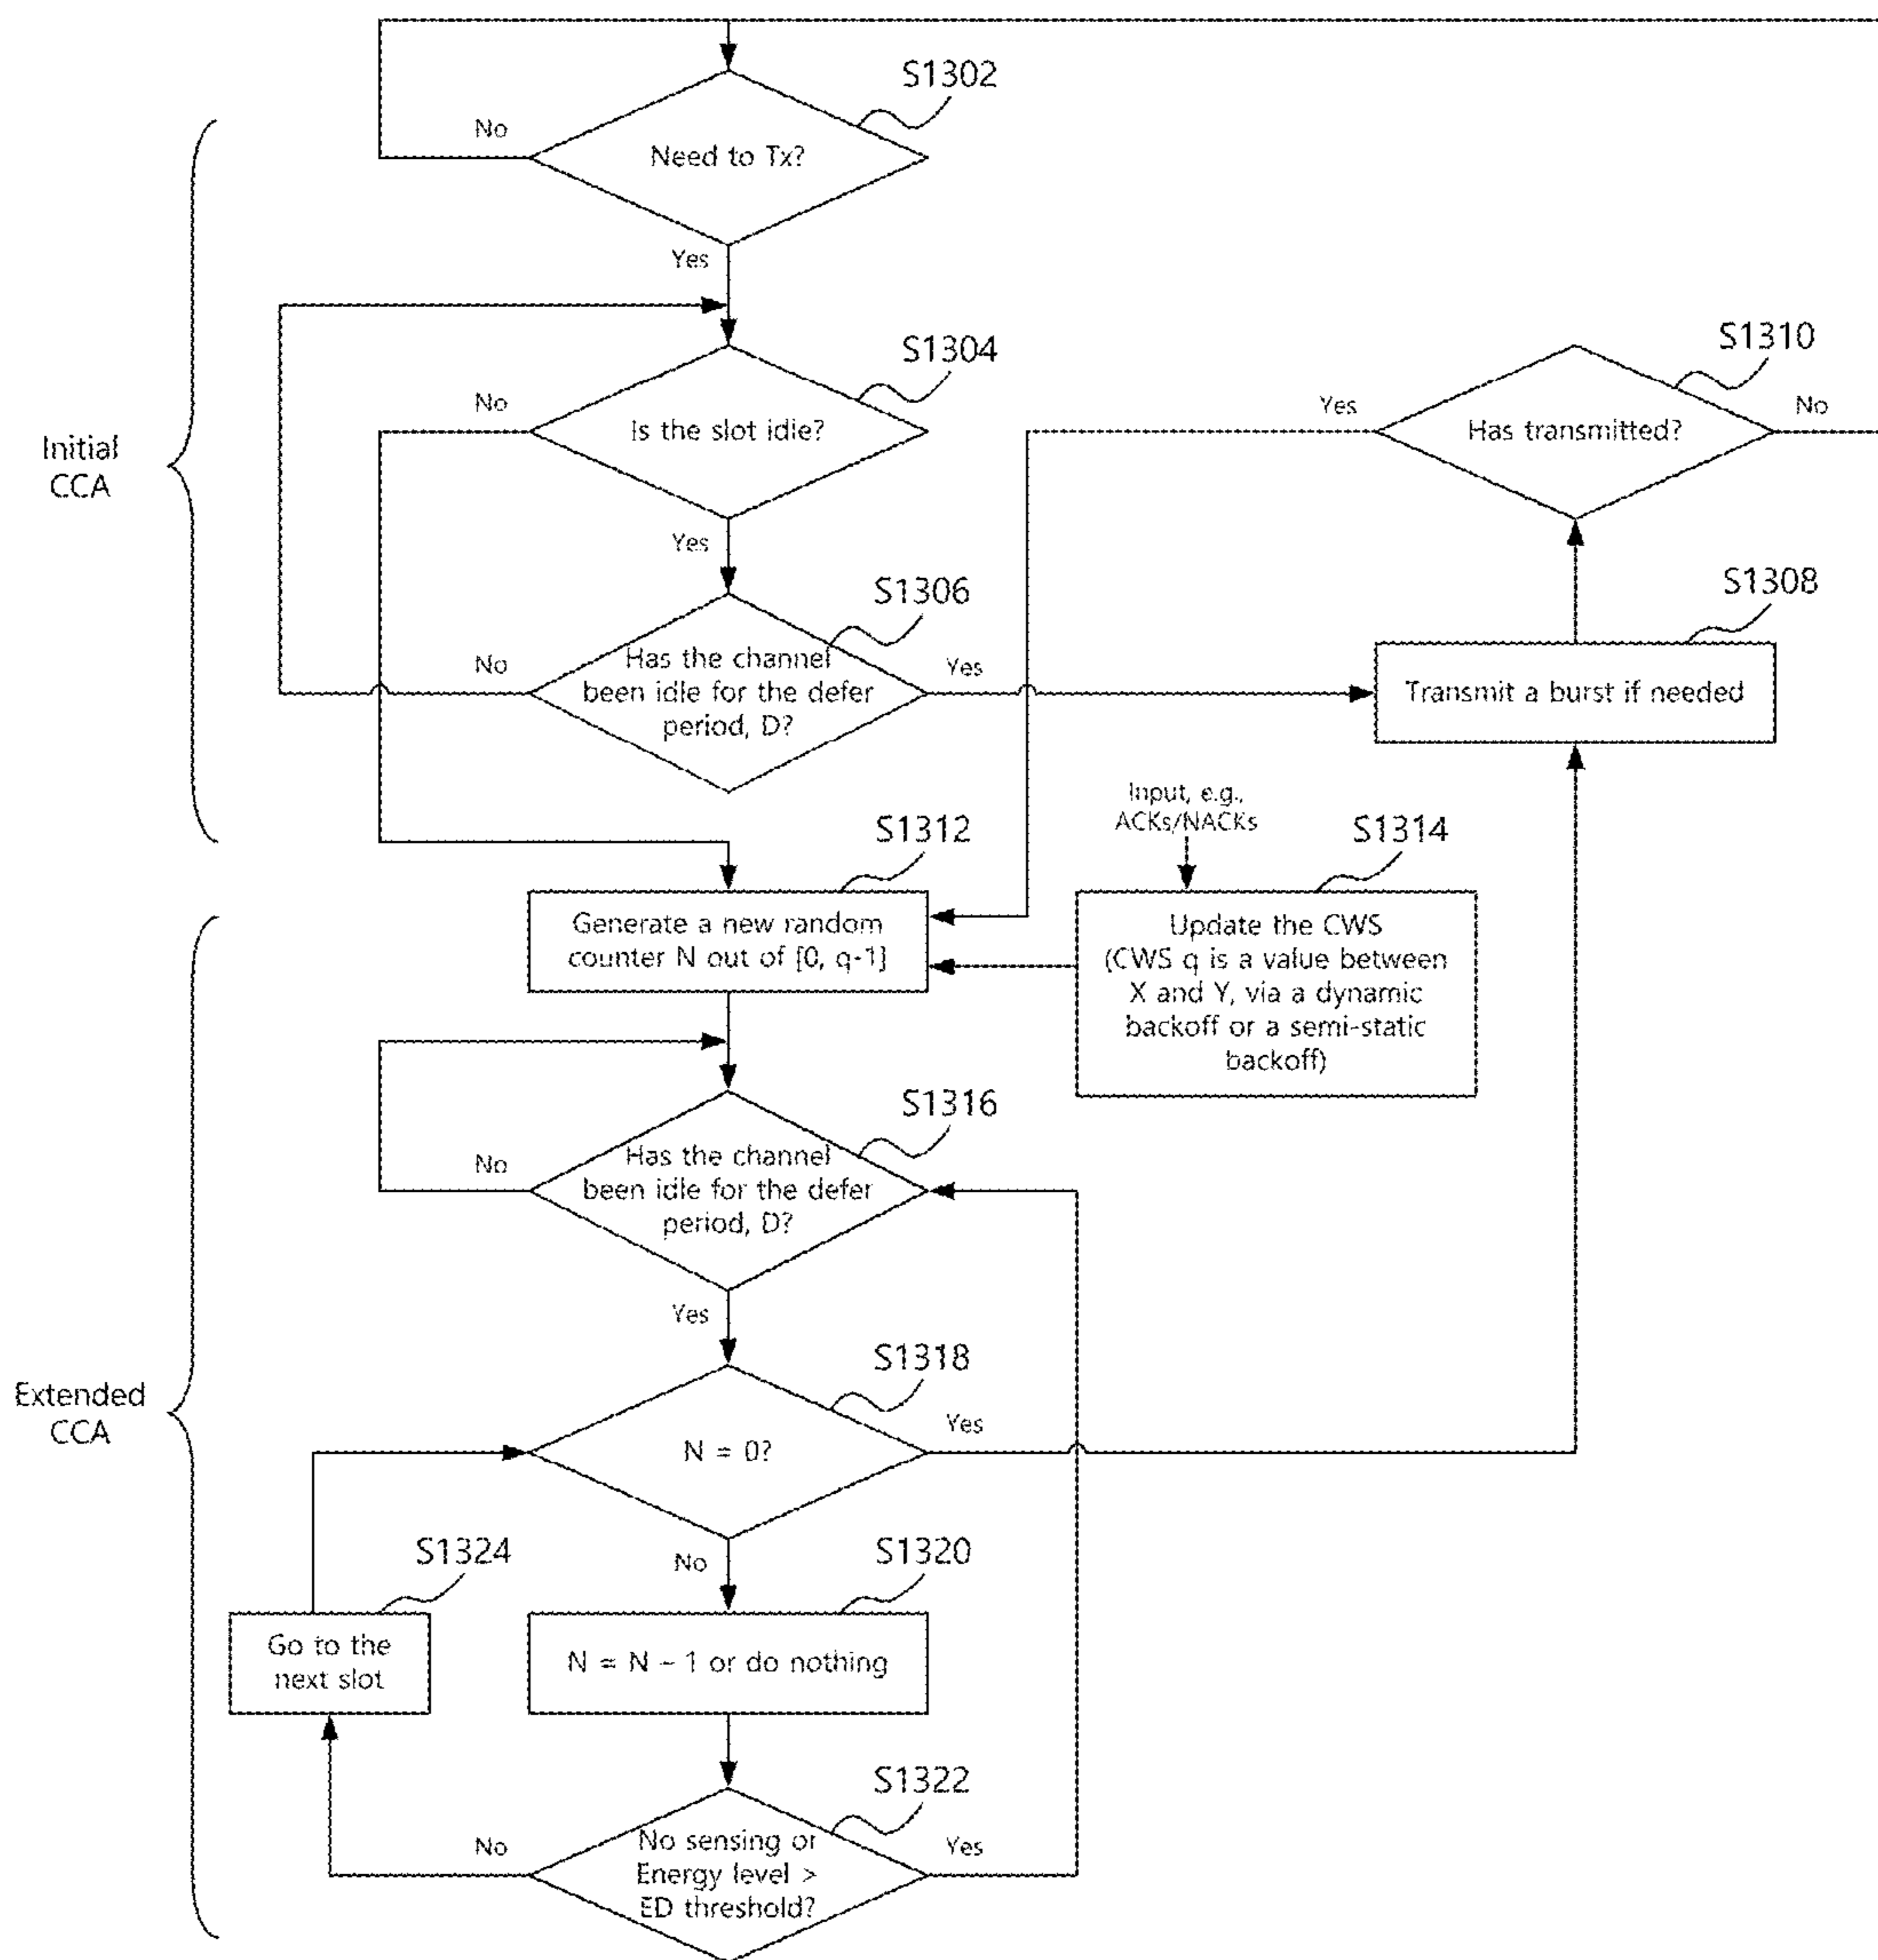 S1302
No
Need to Tx?
Yes
S1304
S1310
No
Is the slot idle?
Yes
Has transmitted?
No
Initial
CCA
Yes
S1306
S1308
No
Has the channel
been idle for the defer
period, D?
Yes
Transmit a burst if needed
Input, e.g.,
ACKs/NACKs
S1312
S1314
Generate a new random
counter N out of [0, q-1]
Update the CWS
(CWS q is a value between
X and Y, via a dynamic
backoff or a semi-static
backoff)
S1316
No
Has the channel
been idle for the defer
period, D?
Yes
S1318
Extended
CCA
N = 0?
Yes
S1324
No
S1320
Go to the
next slot
N = N - 1 or do nothing
S1322
No
No sensing or
Energy level >
ED threshold?
Yes